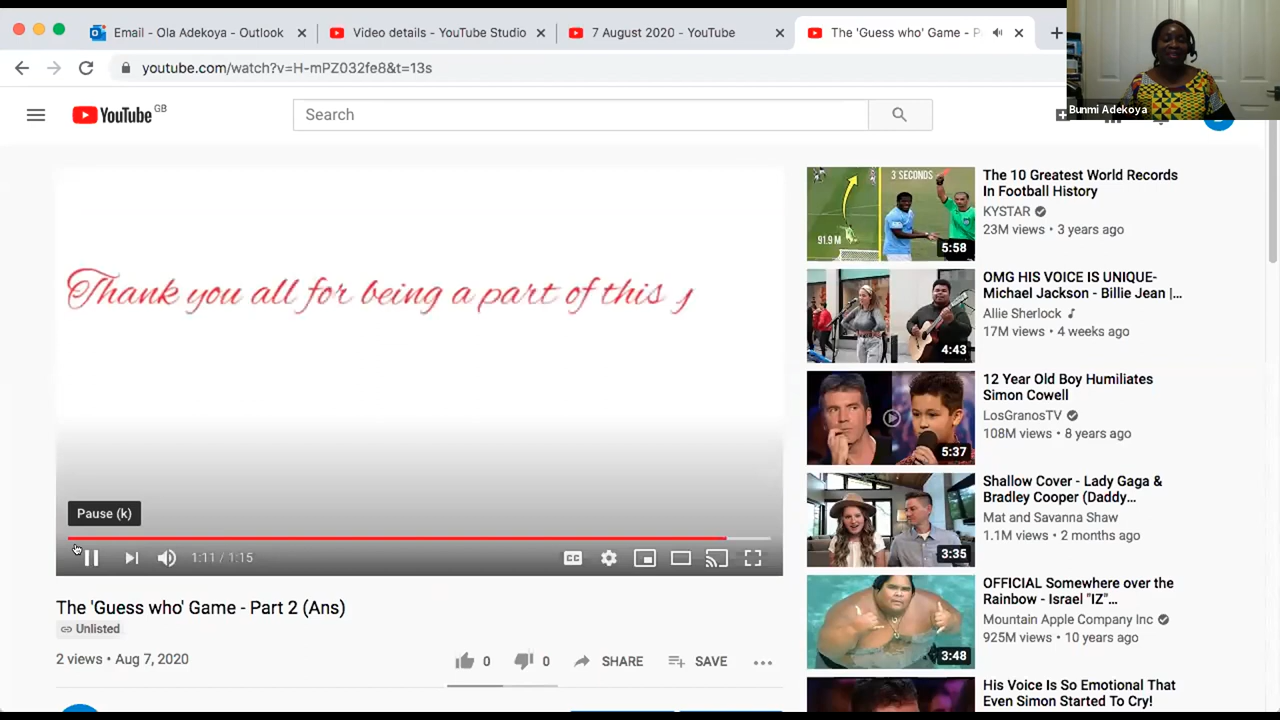 Email - Ola Adekoya - Outlook
Video details - YouTube Studio
7 August 2020 - YouTube
The 'Guess who' Game - P
youtube.com/watch?v=H-mPZ032fe8&t=13s
Bunmi Adekoya
YouTube GB
Search
Thank you all for being a part of this
Pause (k)
1:11 / 1:15
CC
The 'Guess who' Game - Part 2 (Ans)
Unlisted
2 views • Aug 7, 2020
0
0
SHARE
SAVE
3 SECONDS
91.9 M
5:58
The 10 Greatest World Records
In Football History
KYSTAR
23M views • 3 years ago
4:43
OMG HIS VOICE IS UNIQUE-
Michael Jackson - Billie Jean |...
Allie Sherlock
17M views • 4 weeks ago
5:37
12 Year Old Boy Humiliates
Simon Cowell
LosGranosTV
108M views • 8 years ago
3:35
Shallow Cover - Lady Gaga &
Bradley Cooper (Daddy...
Mat and Savanna Shaw
1.1M views • 2 months ago
3:48
OFFICIAL Somewhere over the
Rainbow - Israel "IZ"...
Mountain Apple Company Inc
925M views • 10 years ago
His Voice Is So Emotional That
Even Simon Started To Cry!